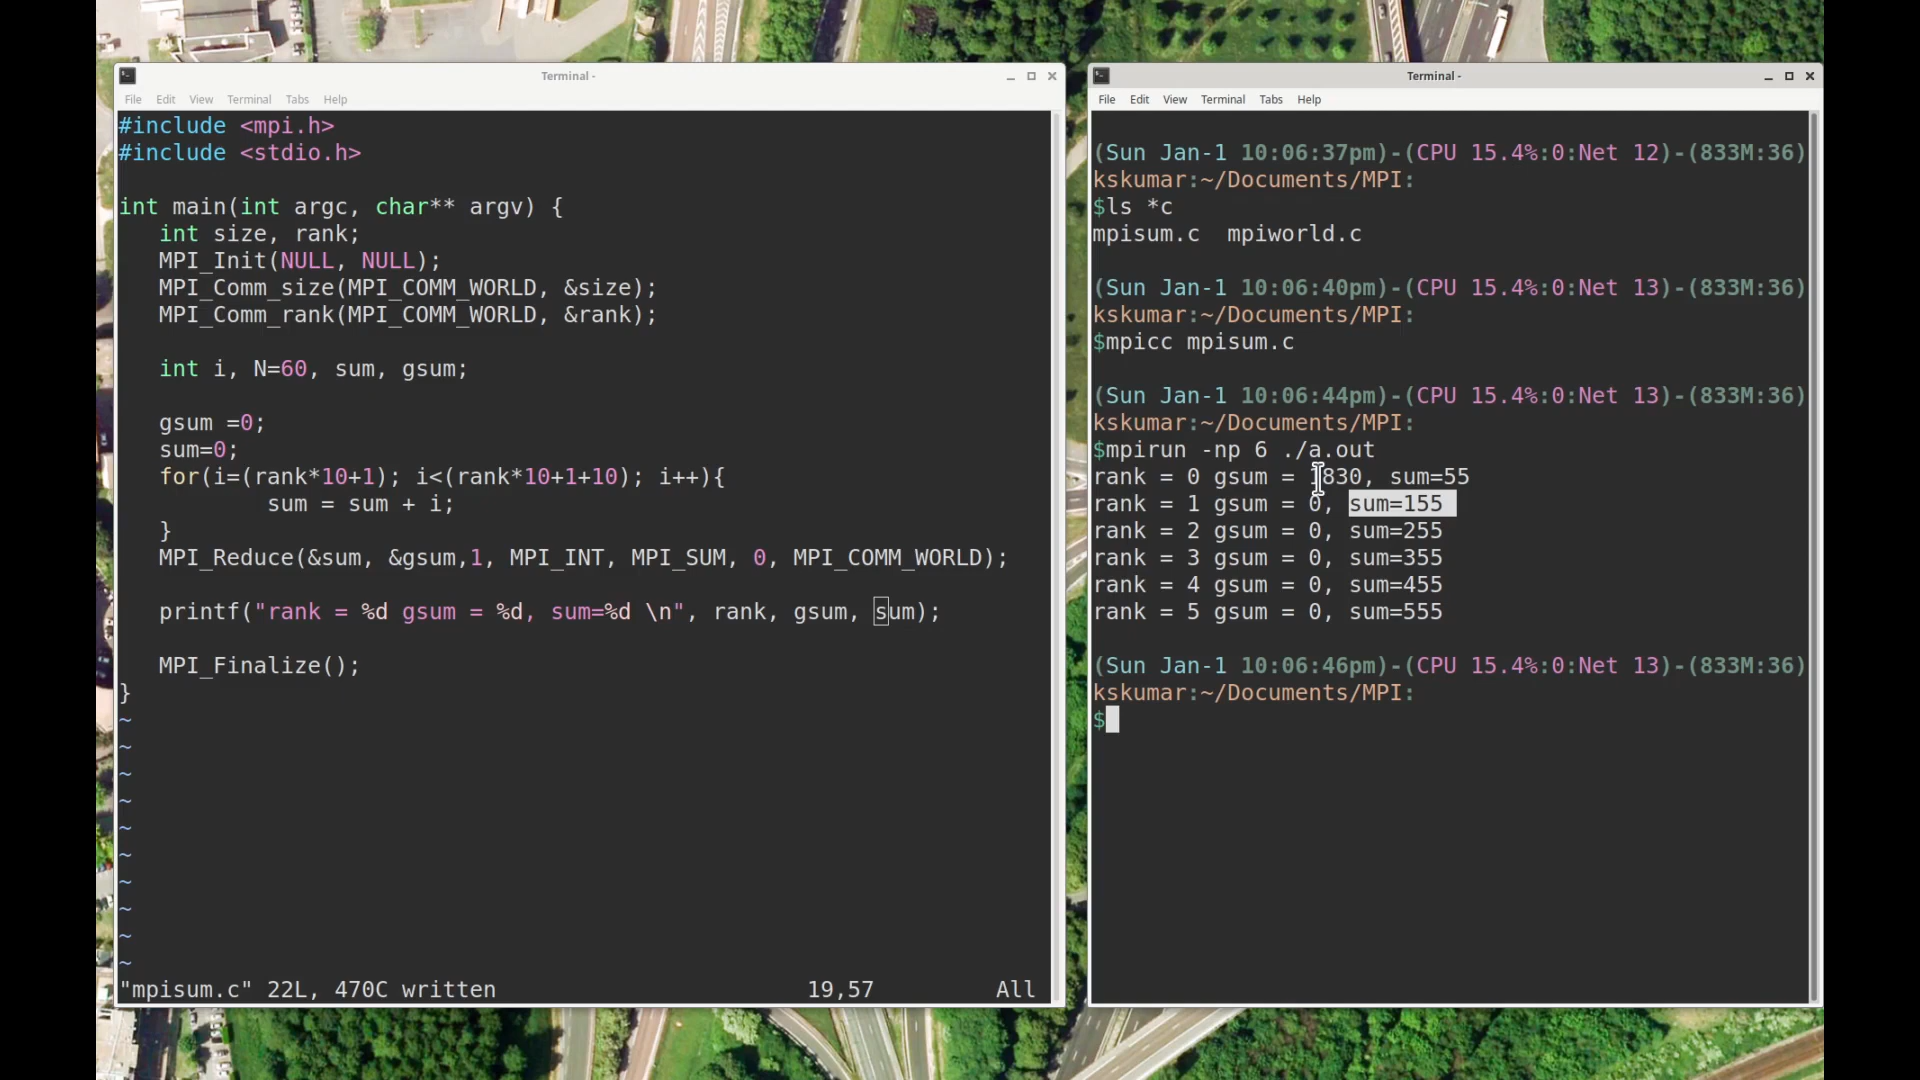 Terminal -
File Edit View Terminal Tabs Help
#include <mpi.h>
#include <stdio.h>
int main(int argc, char** argv) {
   int size, rank;
   MPI_Init(NULL, NULL);
   MPI_Comm_size(MPI_COMM_WORLD, &size);
   MPI_Comm_rank(MPI_COMM_WORLD, &rank);
   int i, N=60, sum, gsum;
   gsum =0;
   sum=0;
   for(i=(rank*10+1); i<(rank*10+1+10); i++){
           sum = sum + i;
   }
   MPI_Reduce(&sum, &gsum,1, MPI_INT, MPI_SUM, 0, MPI_COMM_WORLD);
   printf("rank = %d gsum = %d, sum=%d \n", rank, gsum, sum);
   MPI_Finalize();
}
~
~
~
~
~
~
~
~
~
~
"mpisum.c" 22L, 470C written 19,57 All
Terminal -
File Edit View Terminal Tabs Help
(Sun Jan-1 10:06:37pm)-(CPU 15.4%:0:Net 12)-(833M:36)
kskumar:~/Documents/MPI:
$ls *c
mpisum.c  mpiworld.c
(Sun Jan-1 10:06:40pm)-(CPU 15.4%:0:Net 13)-(833M:36)
kskumar:~/Documents/MPI:
$mpicc mpisum.c
(Sun Jan-1 10:06:44pm)-(CPU 15.4%:0:Net 13)-(833M:36)
kskumar:~/Documents/MPI:
$mpirun -np 6 ./a.out
rank = 0 gsum = 1830, sum=55
rank = 1 gsum = 0, sum=155
rank = 2 gsum = 0, sum=255
rank = 3 gsum = 0, sum=355
rank = 4 gsum = 0, sum=455
rank = 5 gsum = 0, sum=555
(Sun Jan-1 10:06:46pm)-(CPU 15.4%:0:Net 13)-(833M:36)
kskumar:~/Documents/MPI:
$